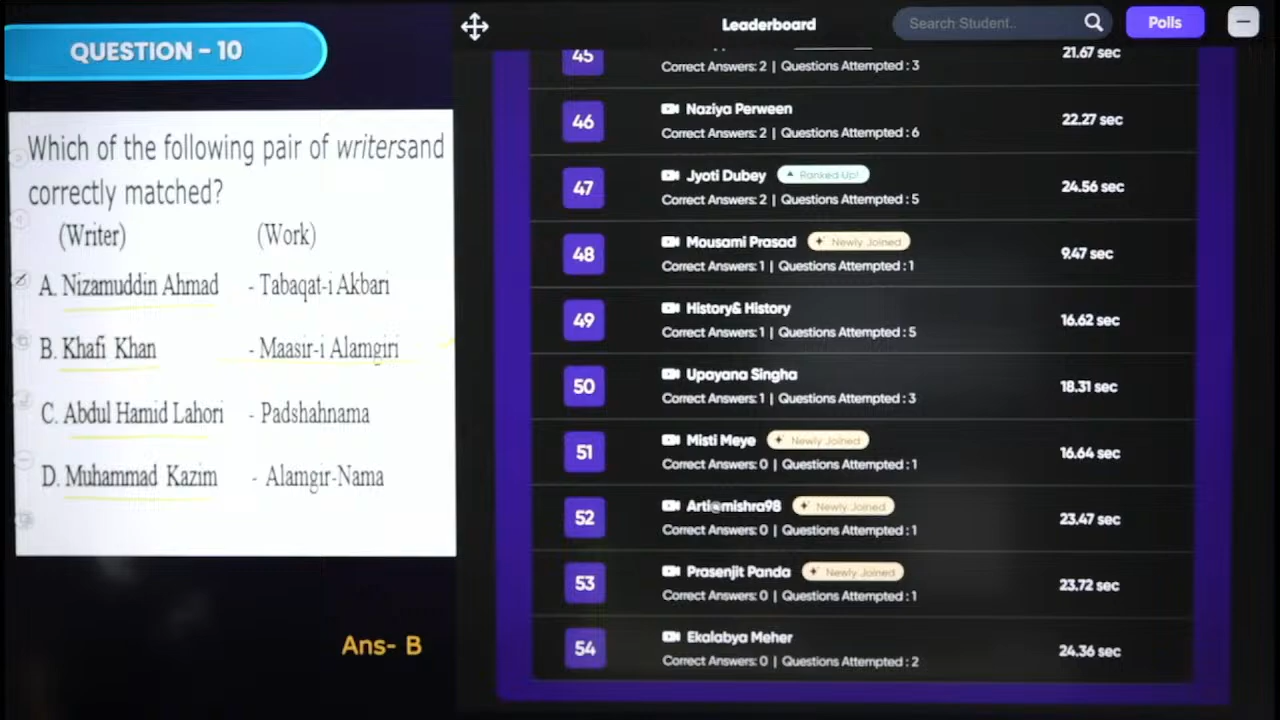 QUESTION - 10
Which of the following pair of writersand
correctly matched?
(Writer) (Work)
A. Nizamuddin Ahmad - Tabaqat-i Akbari
B. Khafi Khan - Maasir-i Alamgiri
C. Abdul Hamid Lahori - Padshahnama
D. Muhammad Kazim - Alamgir-Nama
Ans- B
Leaderboard
Search Student..
Polls
45
21.67 sec
Correct Answers: 2 | Questions Attempted : 3
46 Naziya Perween 22.27 sec
Correct Answers: 2 | Questions Attempted : 6
47 Jyoti Dubey Ranked Up! 24.56 sec
Correct Answers: 2 | Questions Attempted : 5
48 Mousami Prasad Newly Joined 9.47 sec
Correct Answers: 1 | Questions Attempted : 1
49 History& History 16.62 sec
Correct Answers: 1 | Questions Attempted : 5
50 Upayana Singha 18.31 sec
Correct Answers: 1 | Questions Attempted : 3
51 Misti Meye Newly Joined 16.64 sec
Correct Answers: 0 | Questions Attempted : 1
52 Arti@mishra98 Newly Joined 23.47 sec
Correct Answers: 0 | Questions Attempted : 1
53 Prasenjit Panda Newly Joined 23.72 sec
Correct Answers: 0 | Questions Attempted : 1
54 Ekalabya Meher 24.36 sec
Correct Answers: 0 | Questions Attempted : 2